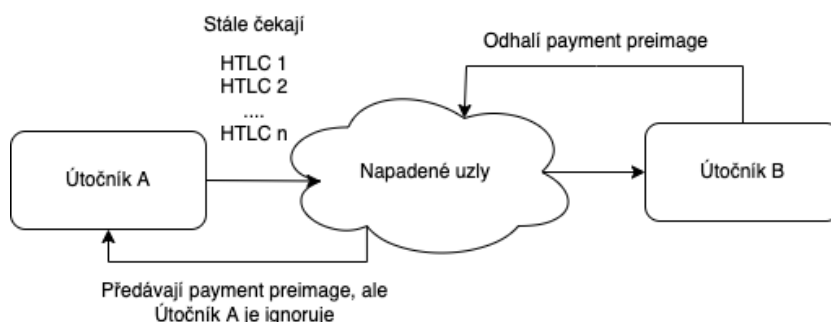 Stále čekají
HTLC 1
HTLC 2
....
HTLC n
Odhalí payment preimage
Útočník A
Napadené uzly
Útočník B
Předávají payment preimage, ale
Útočník A je ignoruje